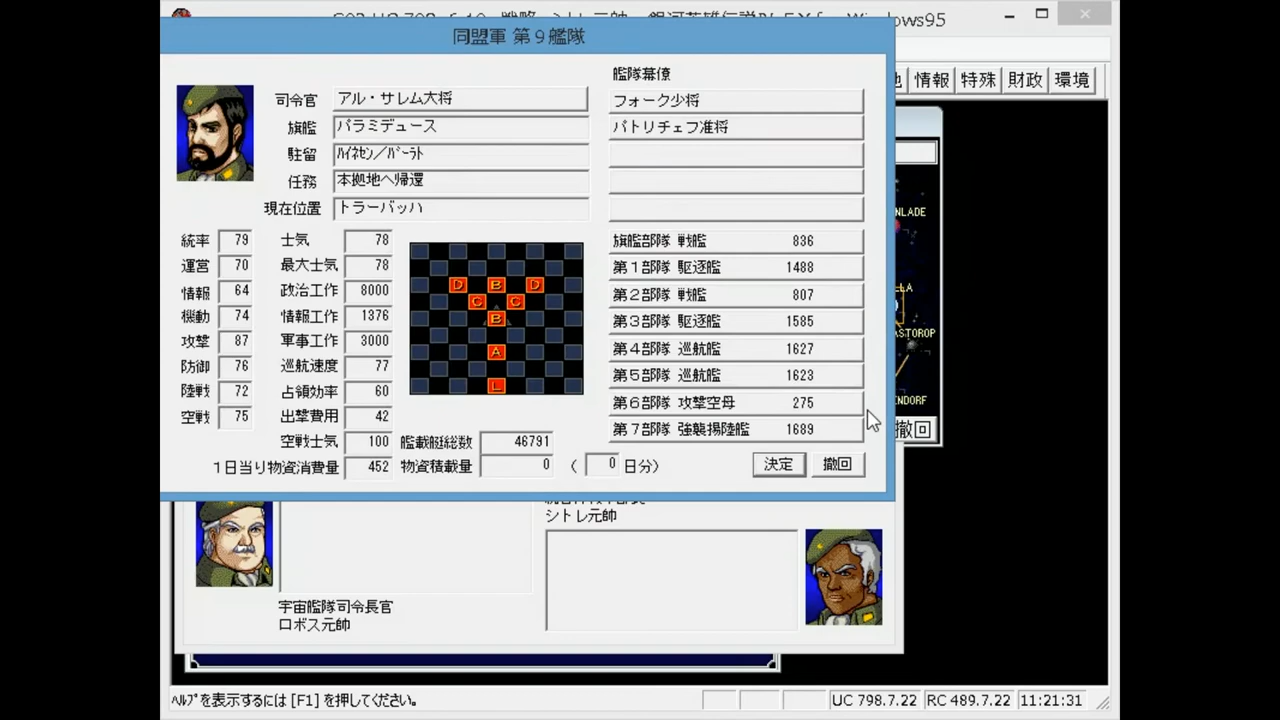 同盟軍 第9艦隊
情報 特殊 財政 環境
司令官 アル・サレム大将
旗艦 パラミデュース
駐留 ﾊｲﾈｾﾝ／ﾊﾞｰﾗﾄ
任務 本拠地へ帰還
現在位置 トラーバッハ
艦隊幕僚
フォーク少将
パトリチェフ准将
統率 79 士気 78
運営 70 最大士気 78
情報 64 政治工作 8000
機動 74 情報工作 1376
攻撃 87 軍事工作 3000
防御 76 巡航速度 77
陸戦 72 占領効率 60
空戦 75 出撃費用 42
空戦士気 100 艦載艇総数 46791
1日当り物資消費量 452 物資積載量 0 （ 0 日分）
D B D
C C
B
A
L
旗艦部隊 戦艦 836
第1部隊 駆逐艦 1488
第2部隊 戦艦 807
第3部隊 駆逐艦 1585
第4部隊 巡航艦 1627
第5部隊 巡航艦 1623
第6部隊 攻撃空母 275
第7部隊 強襲揚陸艦 1689
決定 撤回
NLADE
ASTOROP
NDORF
撤回
シトレ元帥
宇宙艦隊司令長官
ロボス元帥
ﾍﾙﾌﾟを表示するには [F1] を押してください。
UC 798.7.22 RC 489.7.22 11:21:31